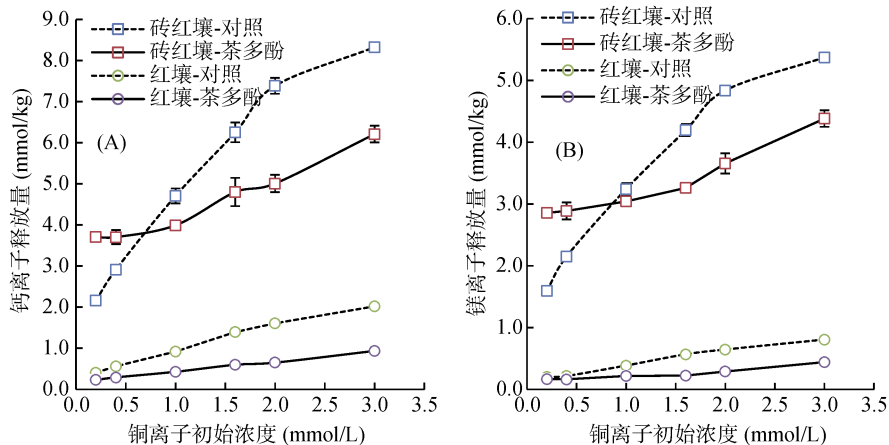 9.0
8.0
7.0
6.0
5.0
4.0
3.0
2.0
1.0
0.0
钙离子释放量 (mmol/kg)
砖红壤-对照
砖红壤-茶多酚
红壤-对照
红壤-茶多酚
(A)
0.0 0.5 1.0 1.5 2.0 2.5 3.0 3.5
铜离子初始浓度 (mmol/L)
6.0
5.0
4.0
3.0
2.0
1.0
0.0
镁离子释放量 (mmol/kg)
砖红壤-对照
砖红壤-茶多酚
红壤-对照
红壤-茶多酚
(B)
0.0 0.5 1.0 1.5 2.0 2.5 3.0 3.5
铜离子初始浓度 (mmol/L)